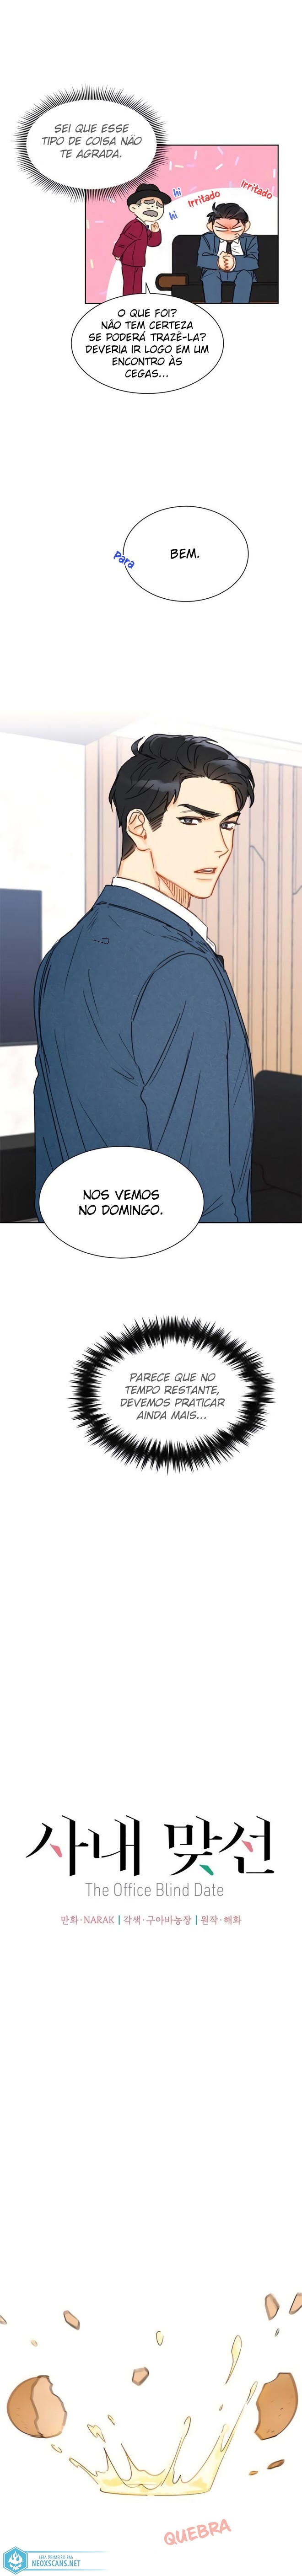 SEI QUE ESSE
TIPO DE COISA NÃO
TE AGRADA.
hi
hi
Irritado
Irritado
O QUE FOI?
NÃO TEM CERTEZA
SE PODERÁ TRAZÊ-LA?
DEVERIA IR LOGO EM UM
ENCONTRO ÀS
CEGAS...
BEM.
Para
NOS VEMOS
NO DOMINGO.
PARECE QUE NO
TEMPO RESTANTE,
DEVEMOS PRATICAR
AINDA MAIS...
사내 맞선
The Office Blind Date
만화·NARAK | 각색·구아바농장 | 원작·해화
QUEBRA
LEIA PRIMEIRO EM
NEOXSCANS.NET